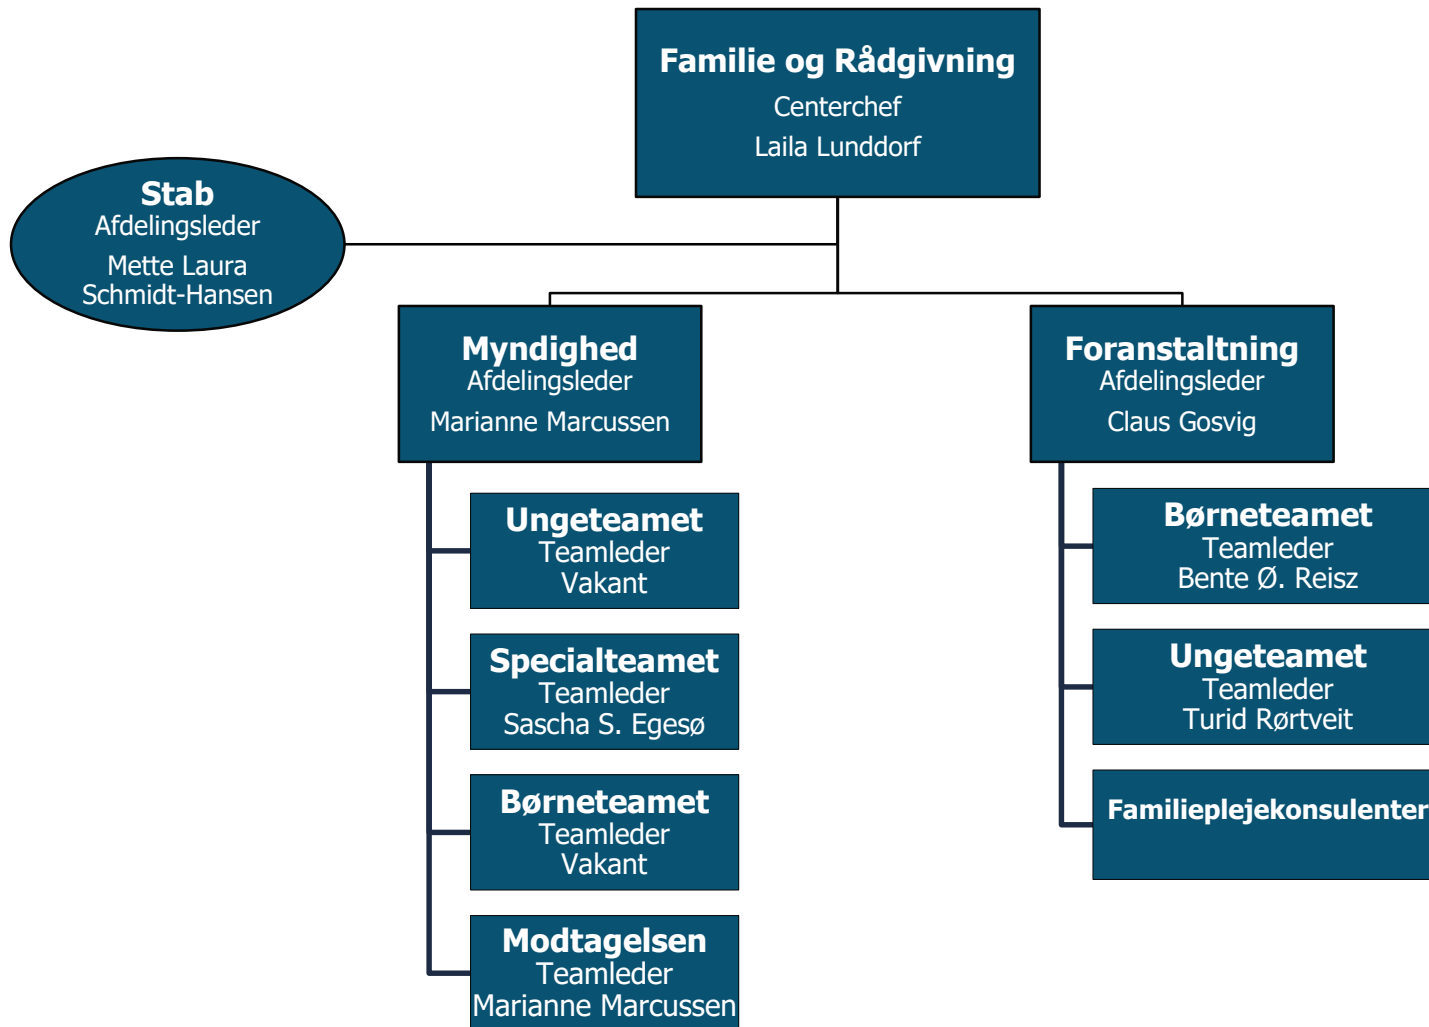 Familie og Rådgivning
Centerchef
Laila Lunddorf
Stab
Afdelingsleder
Mette Laura
Schmidt-Hansen
Myndighed
Afdelingsleder
Marianne Marcussen
Ungeteamet
Teamleder
Vakant
Specialteamet
Teamleder
Sascha S. Egesø
Børneteamet
Teamleder
Vakant
Modtagelsen
Teamleder
Marianne Marcussen
Foranstaltning
Afdelingsleder
Claus Gosvig
Børneteamet
Teamleder
Bente Ø. Reisz
Ungeteamet
Teamleder
Turid Rørtveit
Familieplejekonsulenter